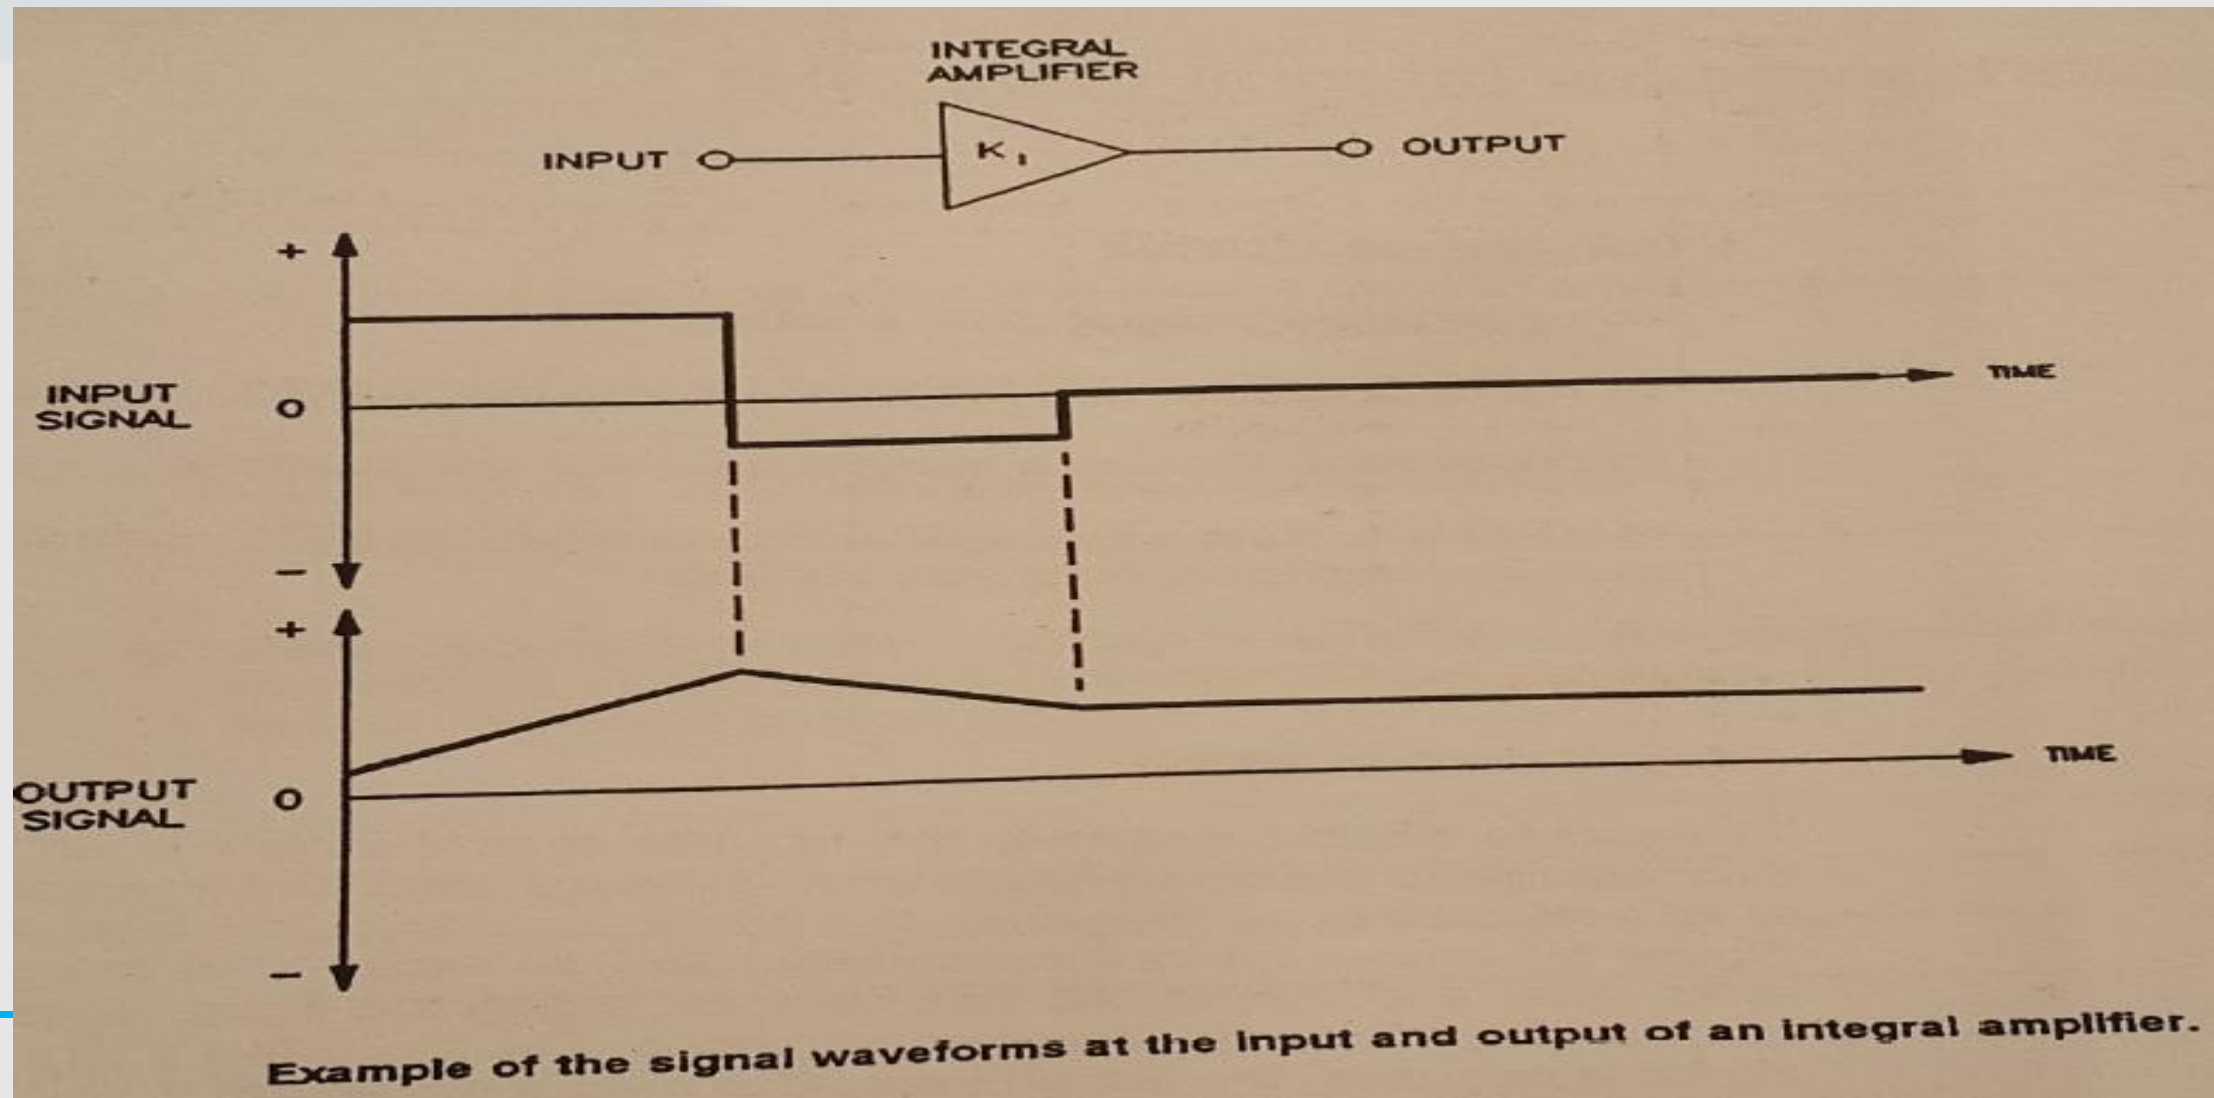 INTEGRAL
AMPLIFIER
INPUT
K₁
OUTPUT
+
INPUT
SIGNAL
0
TIME
−
+
OUTPUT
SIGNAL
0
TIME
−
Example of the signal waveforms at the input and output of an integral amplifier.